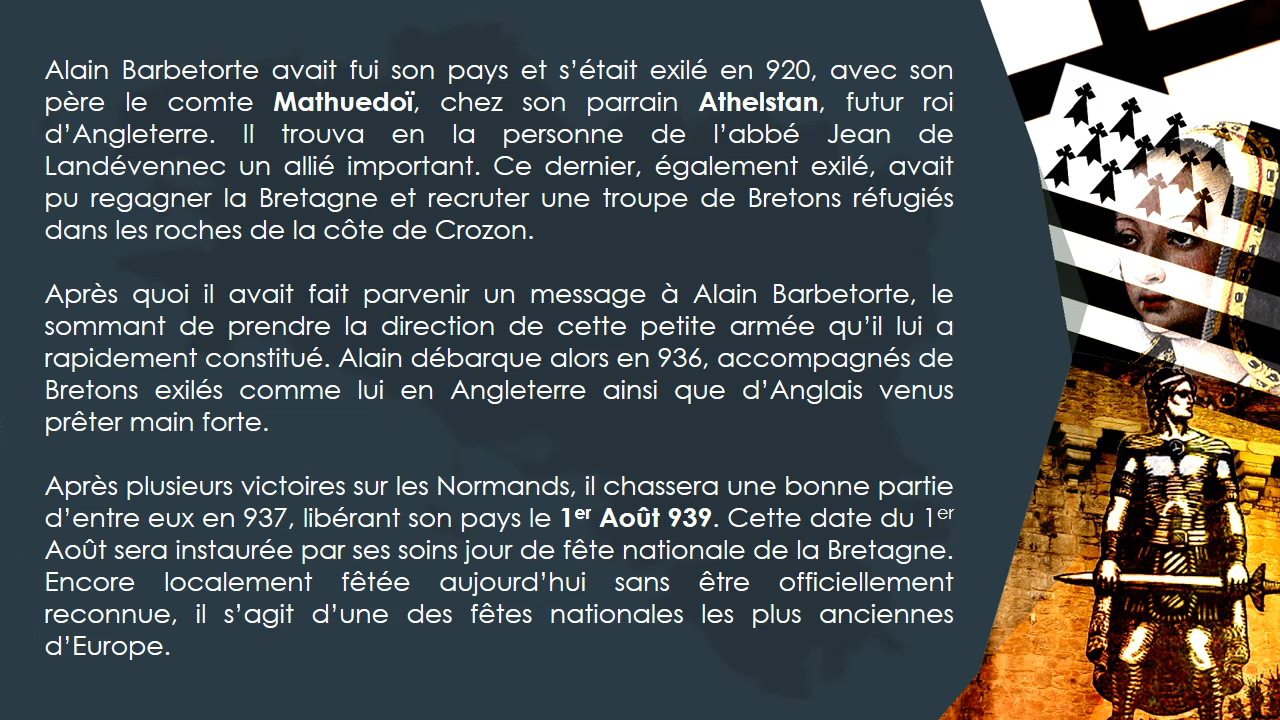 Alain Barbetorte avait fui son pays et s’était exilé en 920, avec son
père le comte Mathuedoï, chez son parrain Athelstan, futur roi
d’Angleterre. Il trouva en la personne de l’abbé Jean de
Landévennec un allié important. Ce dernier, également exilé, avait
pu regagner la Bretagne et recruter une troupe de Bretons réfugiés
dans les roches de la côte de Crozon.
Après quoi il avait fait parvenir un message à Alain Barbetorte, le
sommant de prendre la direction de cette petite armée qu’il lui a
rapidement constitué. Alain débarque alors en 936, accompagnés de
Bretons exilés comme lui en Angleterre ainsi que d’Anglais venus
prêter main forte.
Après plusieurs victoires sur les Normands, il chassera une bonne partie
d’entre eux en 937, libérant son pays le 1er Août 939. Cette date du 1er
Août sera instaurée par ses soins jour de fête nationale de la Bretagne.
Encore localement fêtée aujourd’hui sans être officiellement
reconnue, il s’agit d’une des fêtes nationales les plus anciennes
d’Europe.